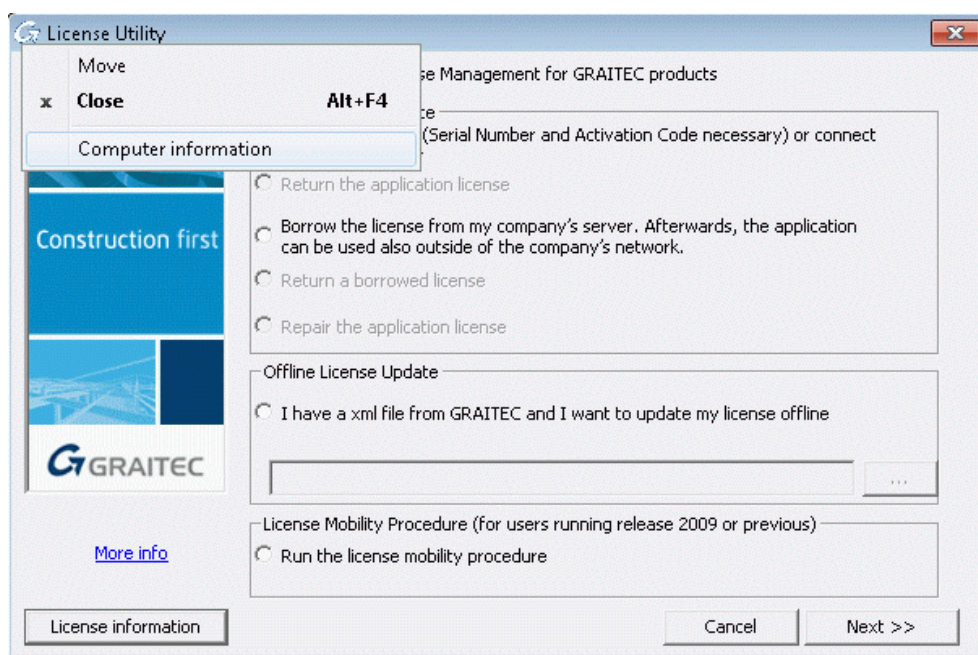 License Utility
Move
x Close Alt+F4
Computer information
se Management for GRAITEC products
ce
(Serial Number and Activation Code necessary) or connect
Return the application license
Borrow the license from my company's server. Afterwards, the application
can be used also outside of the company's network.
Return a borrowed license
Repair the application license
Construction first
Offline License Update
I have a xml file from GRAITEC and I want to update my license offline
...
GRAITEC
License Mobility Procedure (for users running release 2009 or previous)
Run the license mobility procedure
More info
License information
Cancel
Next >>